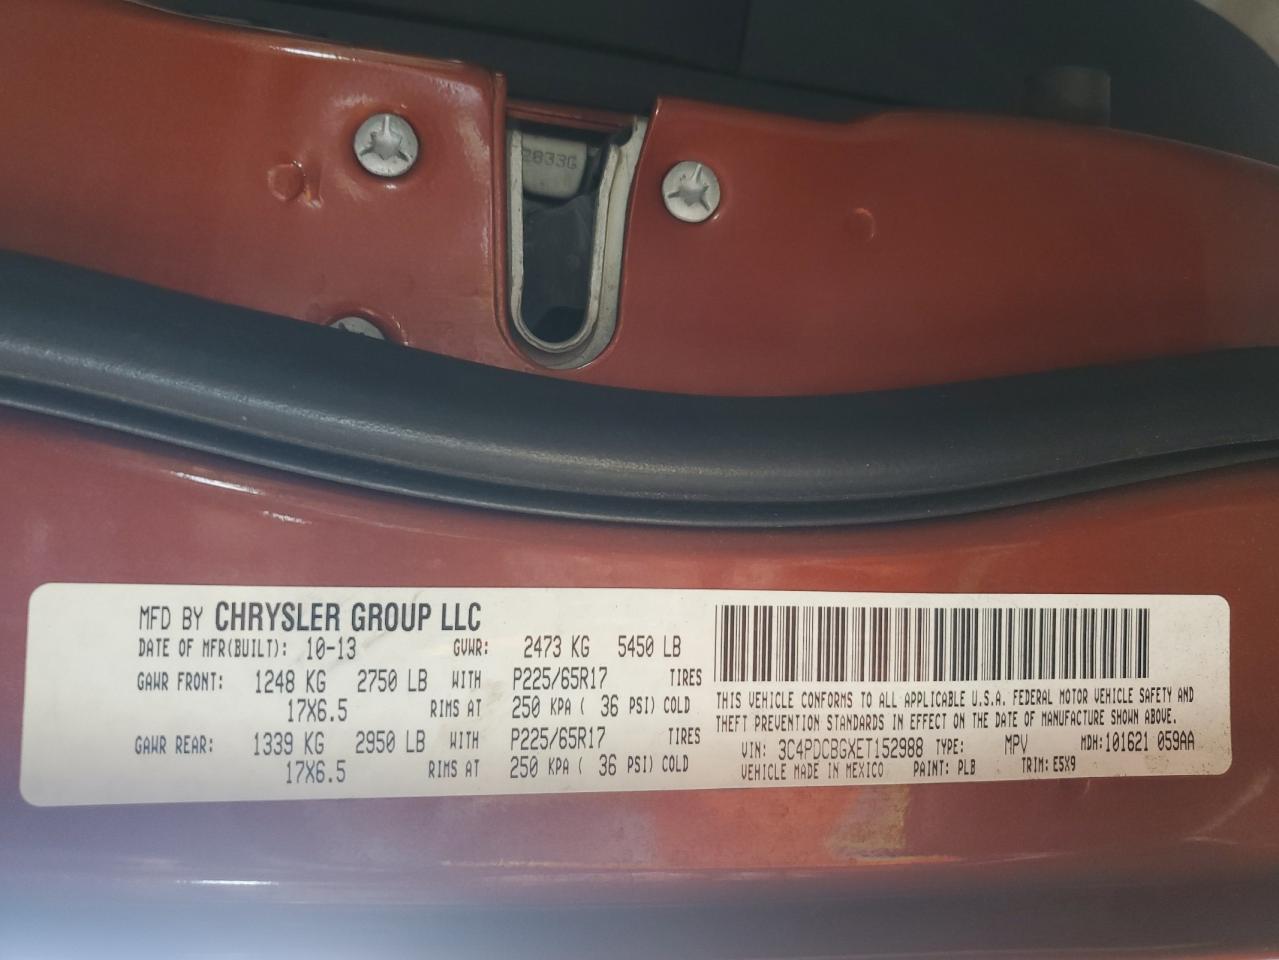 2833G
MFD BY CHRYSLER GROUP LLC
DATE OF MFR(BUILT): 10-13 GVWR: 2473 KG 5450 LB
GAWR FRONT: 1248 KG 2750 LB WITH P225/65R17 TIRES
17X6.5 RIMS AT 250 KPA ( 36 PSI) COLD
GAWR REAR: 1339 KG 2950 LB WITH P225/65R17 TIRES
17X6.5 RIMS AT 250 KPA ( 36 PSI) COLD
THIS VEHICLE CONFORMS TO ALL APPLICABLE U.S.A. FEDERAL MOTOR VEHICLE SAFETY AND
THEFT PREVENTION STANDARDS IN EFFECT ON THE DATE OF MANUFACTURE SHOWN ABOVE.
VIN: 3C4PDCBGXET152988 TYPE: MPV MDH: 101621 059AA
VEHICLE MADE IN MEXICO PAINT: PLB TRIM: E5X9